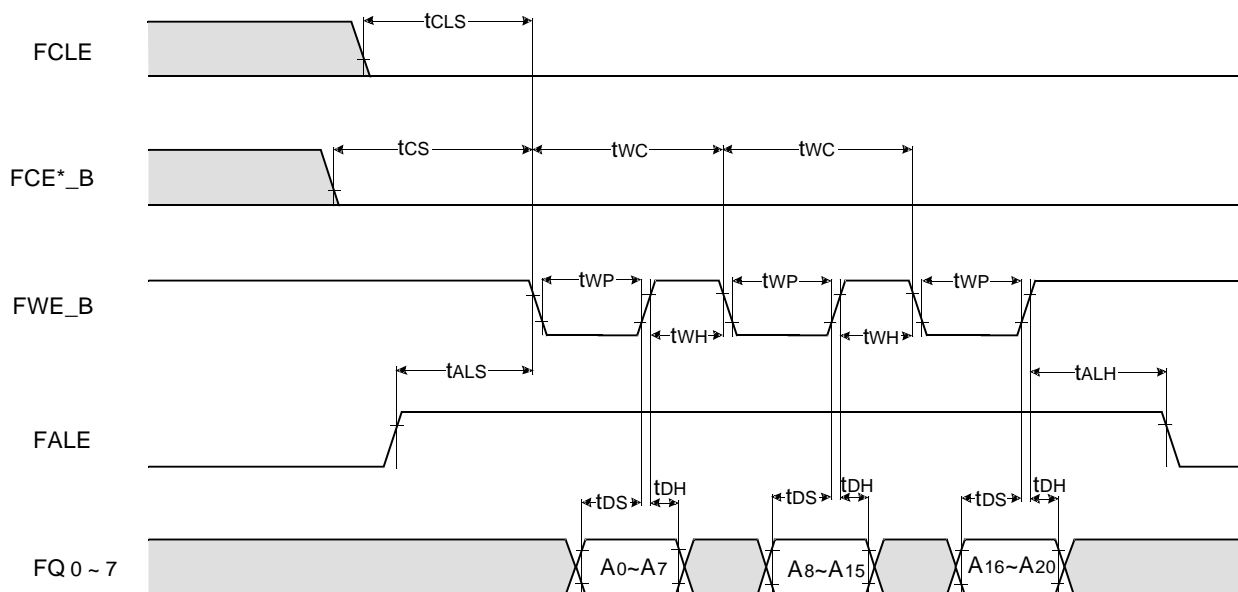 tCLS
FCLE
tCS
tWC
tWC
FCE*_B
tWP
tWP
tWP
FWE_B
tWH
tWH
tALS
tALH
FALE
tDS
tDH
tDS
tDH
tDS
tDH
FQ 0 ~ 7
A0~A7
A8~A15
A16~A20